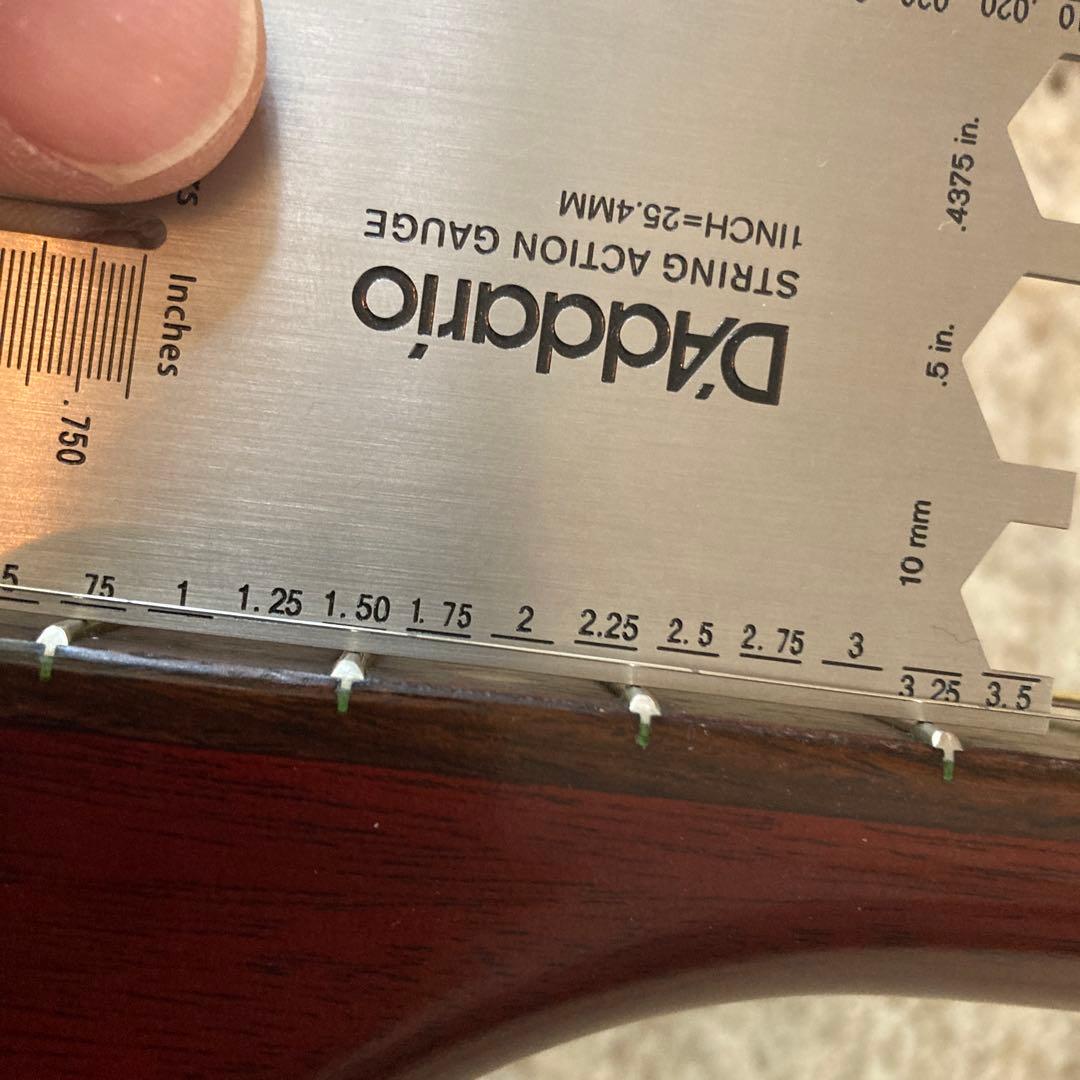 D'Addario
STRING ACTION GAUGE
1INCH=25.4MM
.4375 in.
.5 in.
10 mm
Inches
.750
.020
75 1 1.25 1.50 1.75 2 2.25 2.5 2.75 3 3.25 3.5